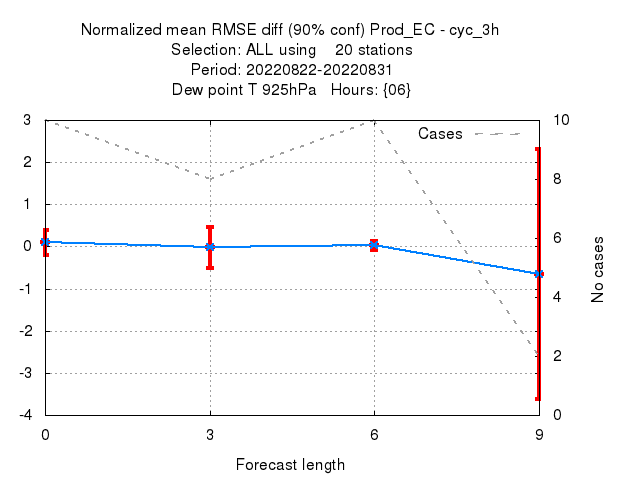 Normalized mean RMSE diff (90% conf) Prod_EC - cyc_3h
Selection: ALL using    20 stations
Period: 20220822-20220831
Dew point T 925hPa   Hours: {06}
Cases
3
2
1
0
-1
-2
-3
-4
10
8
6
4
2
0
No cases
0 3 6 9
Forecast length